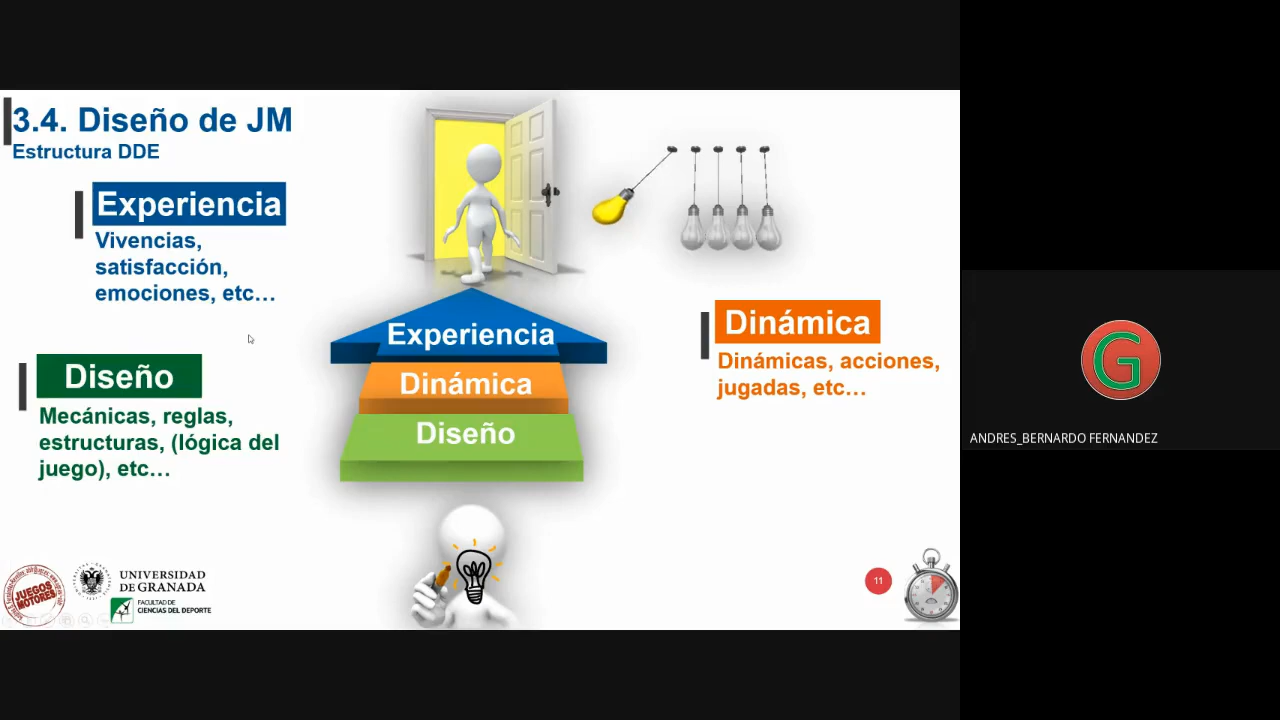 3.4. Diseño de JM
Estructura DDE
Experiencia
Vivencias,
satisfacción,
emociones, etc...
Diseño
Mecánicas, reglas,
estructuras, (lógica del
juego), etc...
Experiencia
Dinámica
Diseño
Dinámica
Dinámicas, acciones,
jugadas, etc...
JUEGOS
MOTORES
UNIVERSIDAD
DE GRANADA
FACULTAD DE
CIENCIAS DEL DEPORTE
11
G
ANDRES_BERNARDO FERNANDEZ